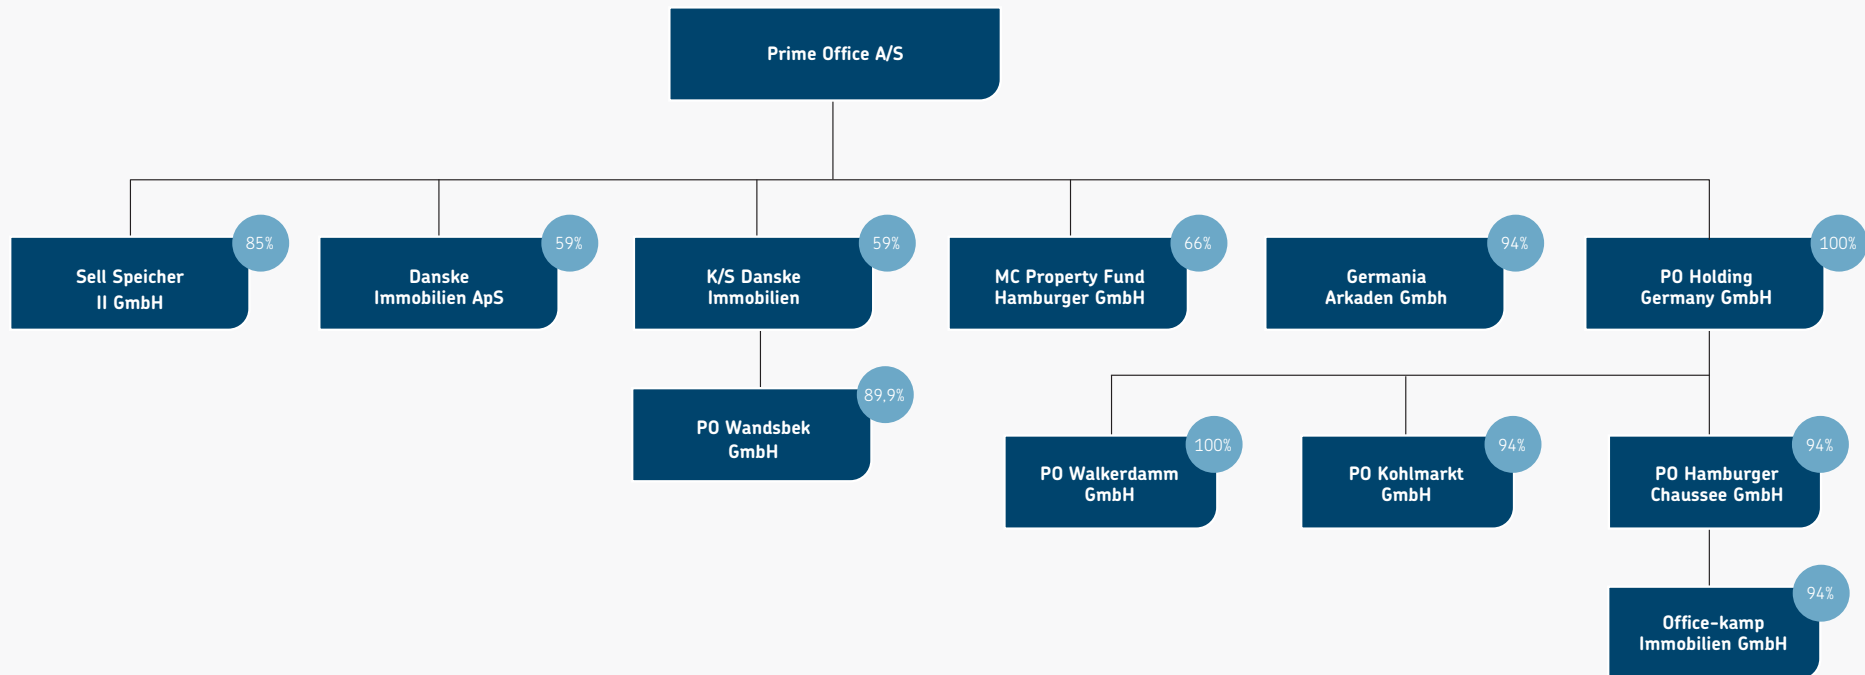 Prime Office A/S
85%
Sell Speicher
II GmbH
59%
Danske
Immobilien ApS
59%
K/S Danske
Immobilien
66%
MC Property Fund
Hamburger GmbH
94%
Germania
Arkaden Gmbh
100%
PO Holding
Germany GmbH
89,9%
PO Wandsbek
GmbH
100%
PO Walkerdamm
GmbH
94%
PO Kohlmarkt
GmbH
94%
PO Hamburger
Chaussee GmbH
94%
Office-kamp
Immobilien GmbH